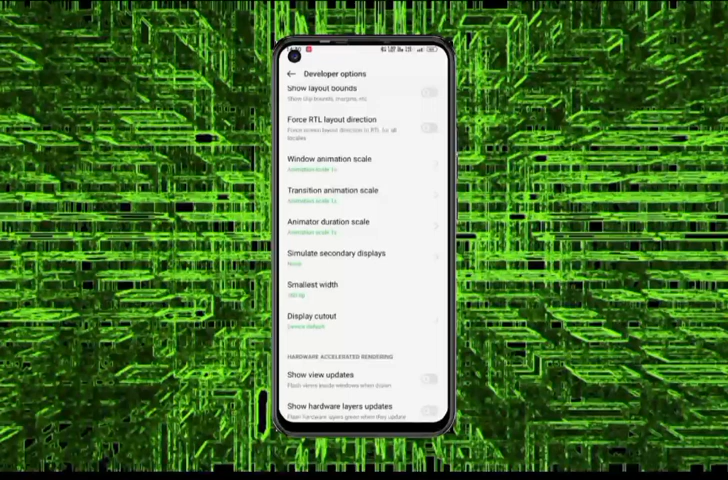 Developer options
Show layout bounds
Show clip bounds, margins, etc.
Force RTL layout direction
Force screen layout direction to RTL for all
locales
Window animation scale
Animation scale 1x
Transition animation scale
Animation scale 1x
Animator duration scale
Animation scale 1x
Simulate secondary displays
None
Smallest width
Display cutout
Device default
HARDWARE ACCELERATED RENDERING
Show view updates
Flash views inside windows when drawn
Show hardware layers updates
Flash hardware layers green when they update